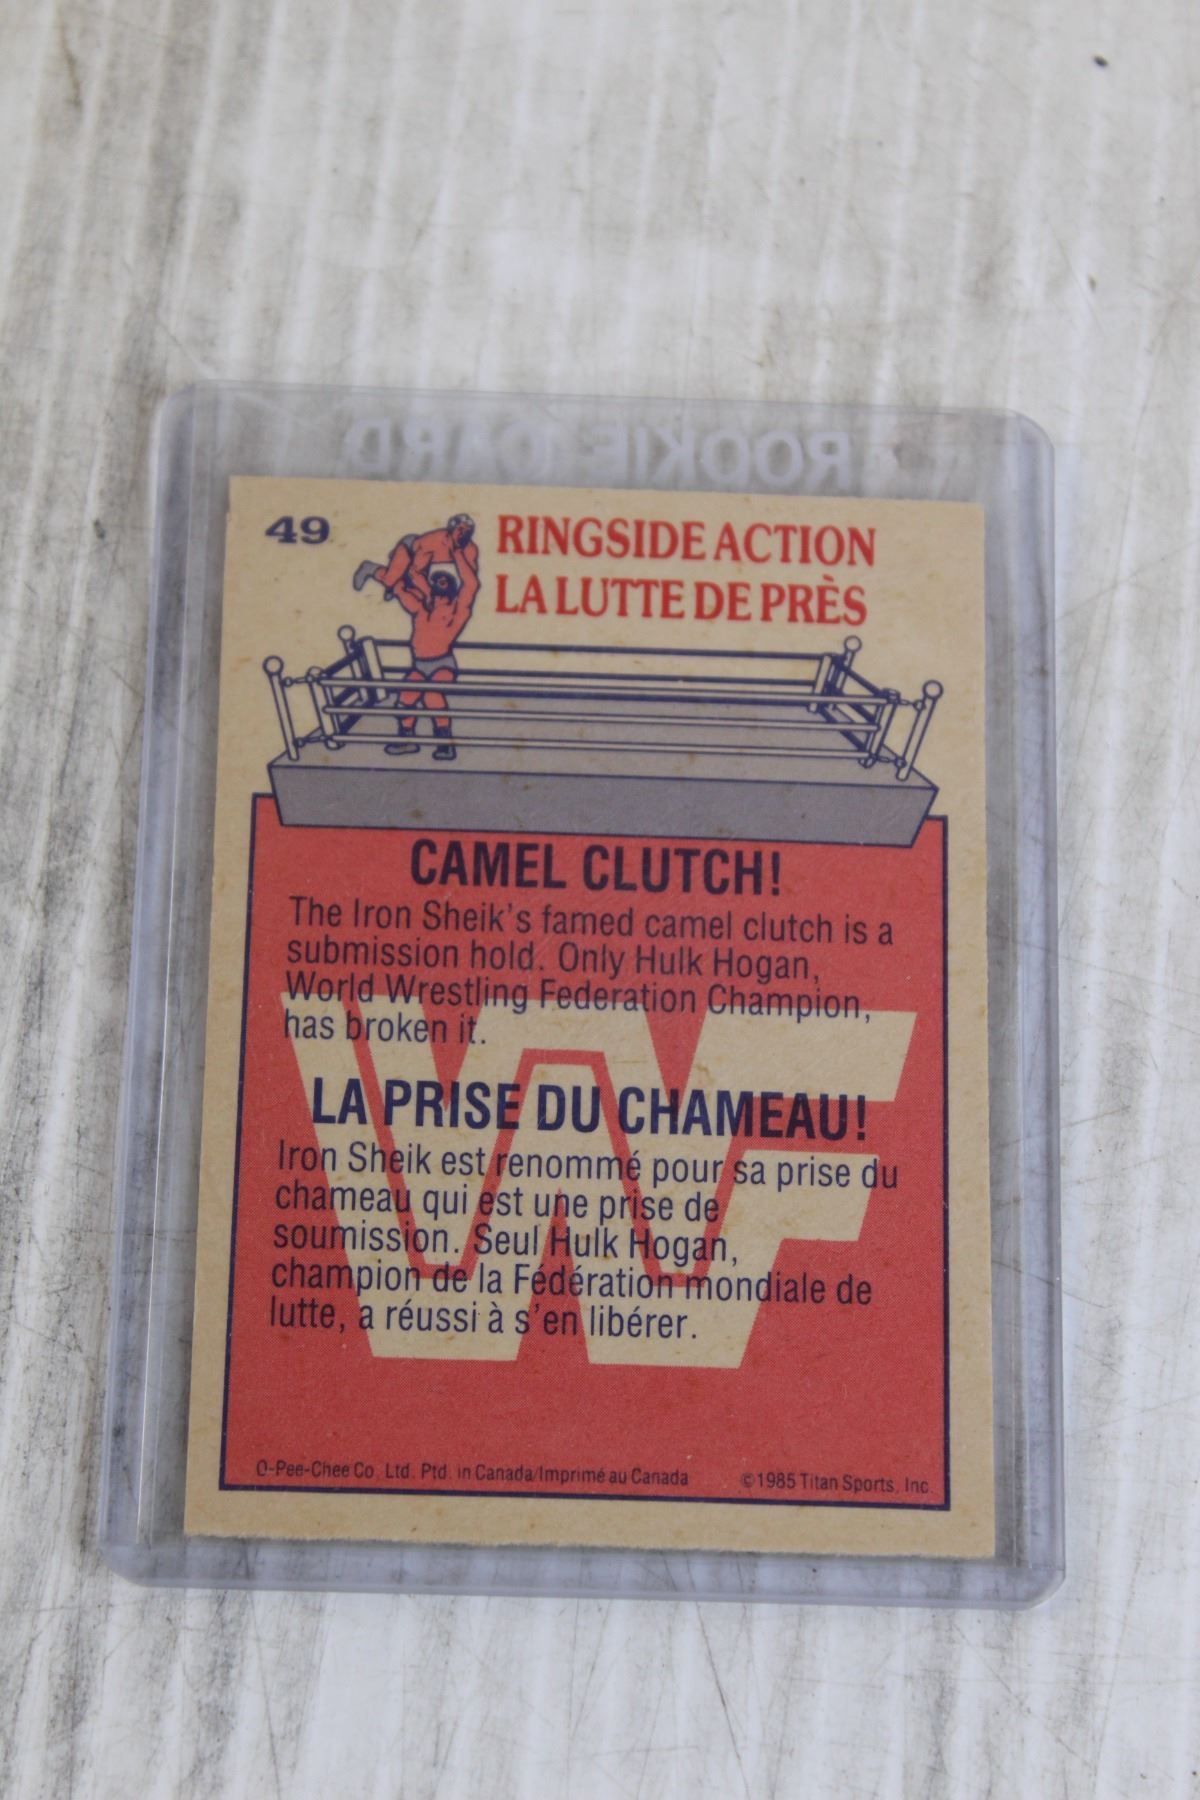 ROOKIE CARD
49
RINGSIDE ACTION
LA LUTTE DE PRÈS
CAMEL CLUTCH!
The Iron Sheik's famed camel clutch is a
submission hold. Only Hulk Hogan,
World Wrestling Federation Champion,
has broken it.
LA PRISE DU CHAMEAU!
Iron Sheik est renommé pour sa prise du
chameau qui est une prise de
soumission. Seul Hulk Hogan,
champion de la Fédération mondiale de
lutte, a réussi à s'en libérer.
WF
O-Pee-Chee Co. Ltd. Ptd. in Canada/Imprimé au Canada
©1985 Titan Sports, Inc.